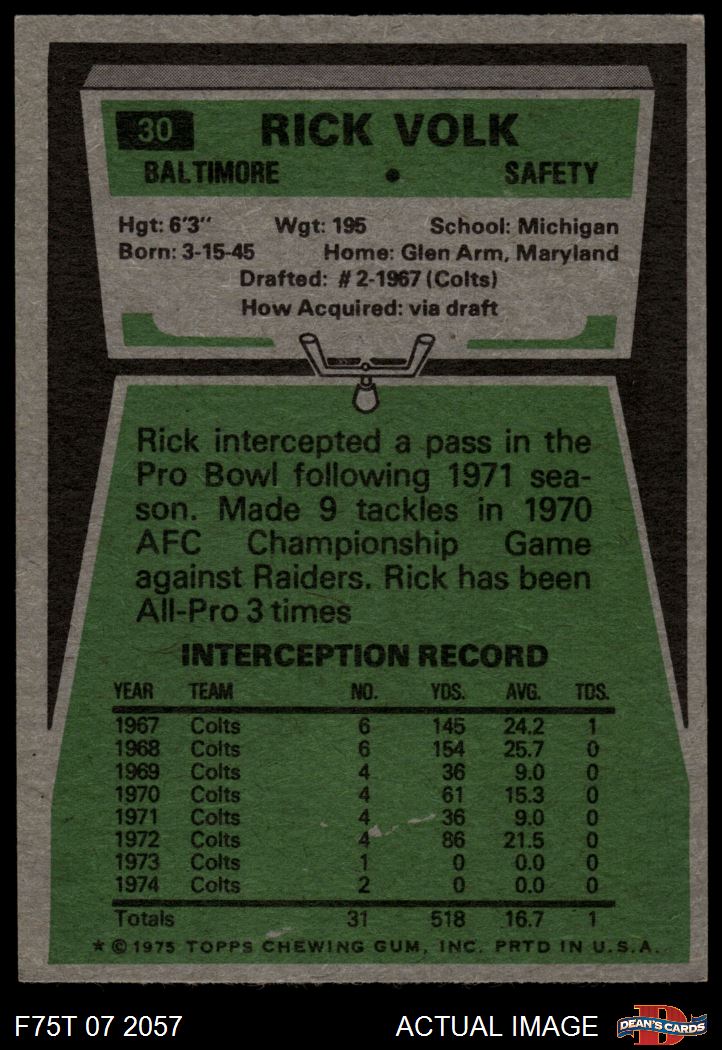 30 RICK VOLK
BALTIMORE • SAFETY
Hgt: 6'3" Wgt: 195 School: Michigan
Born: 3-15-45 Home: Glen Arm, Maryland
Drafted: #2-1967 (Colts)
How Acquired: via draft
Rick intercepted a pass in the
Pro Bowl following 1971 sea-
son. Made 9 tackles in 1970
AFC Championship Game
against Raiders. Rick has been
All-Pro 3 times
INTERCEPTION RECORD
YEAR TEAM NO. YDS. AVG. TDS.
1967 Colts 6 145 24.2 1
1968 Colts 6 154 25.7 0
1969 Colts 4 36 9.0 0
1970 Colts 4 61 15.3 0
1971 Colts 4 36 9.0 0
1972 Colts 4 86 21.5 0
1973 Colts 1 0 0.0 0
1974 Colts 2 0 0.0 0
Totals 31 518 16.7 1
★ © 1975 TOPPS CHEWING GUM, INC. PRTD IN U.S.A.
F75T 07 2057 ACTUAL IMAGE D DEAN'S CARDS